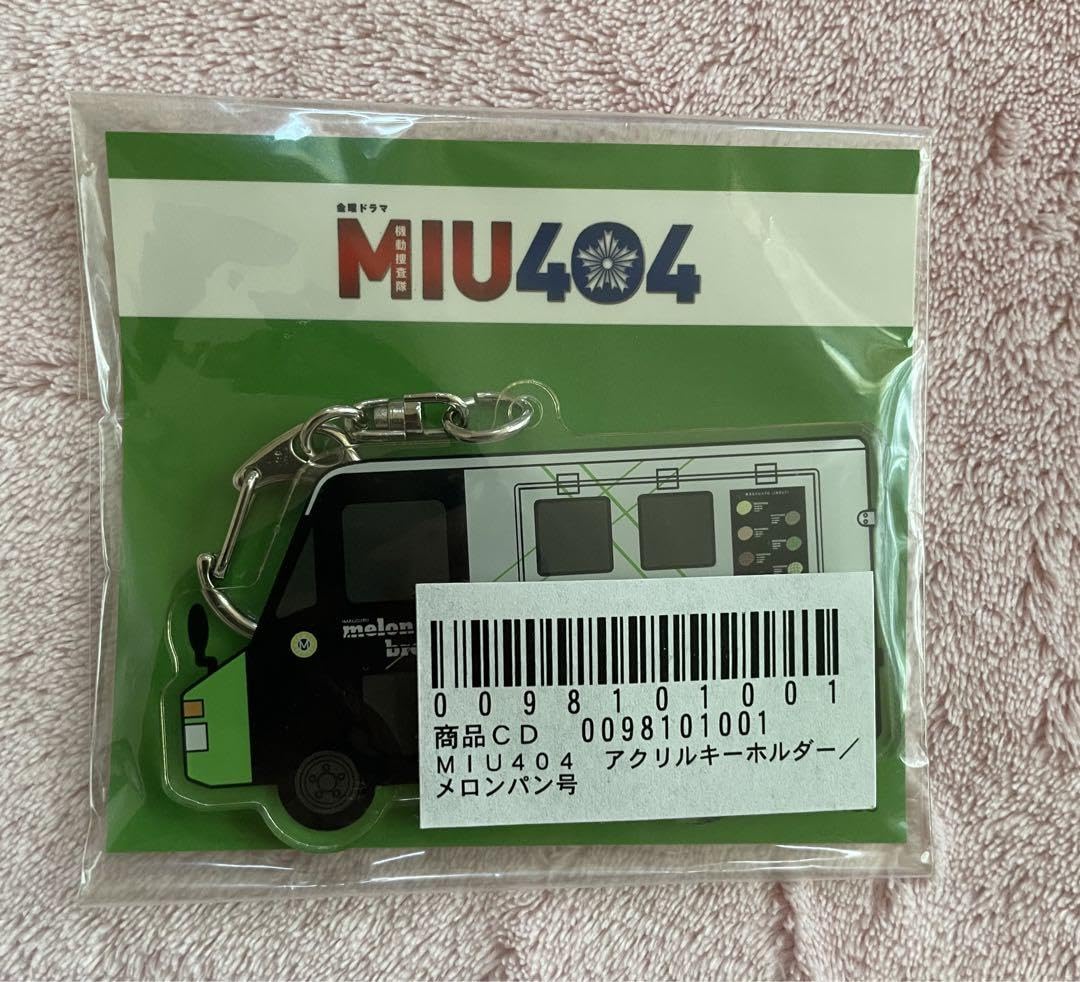 金曜ドラマ
MIU404
機動捜査隊
melon
br
M
0098101001
商品CD 0098101001
MIU404 アクリルキーホルダー/
メロンパン号